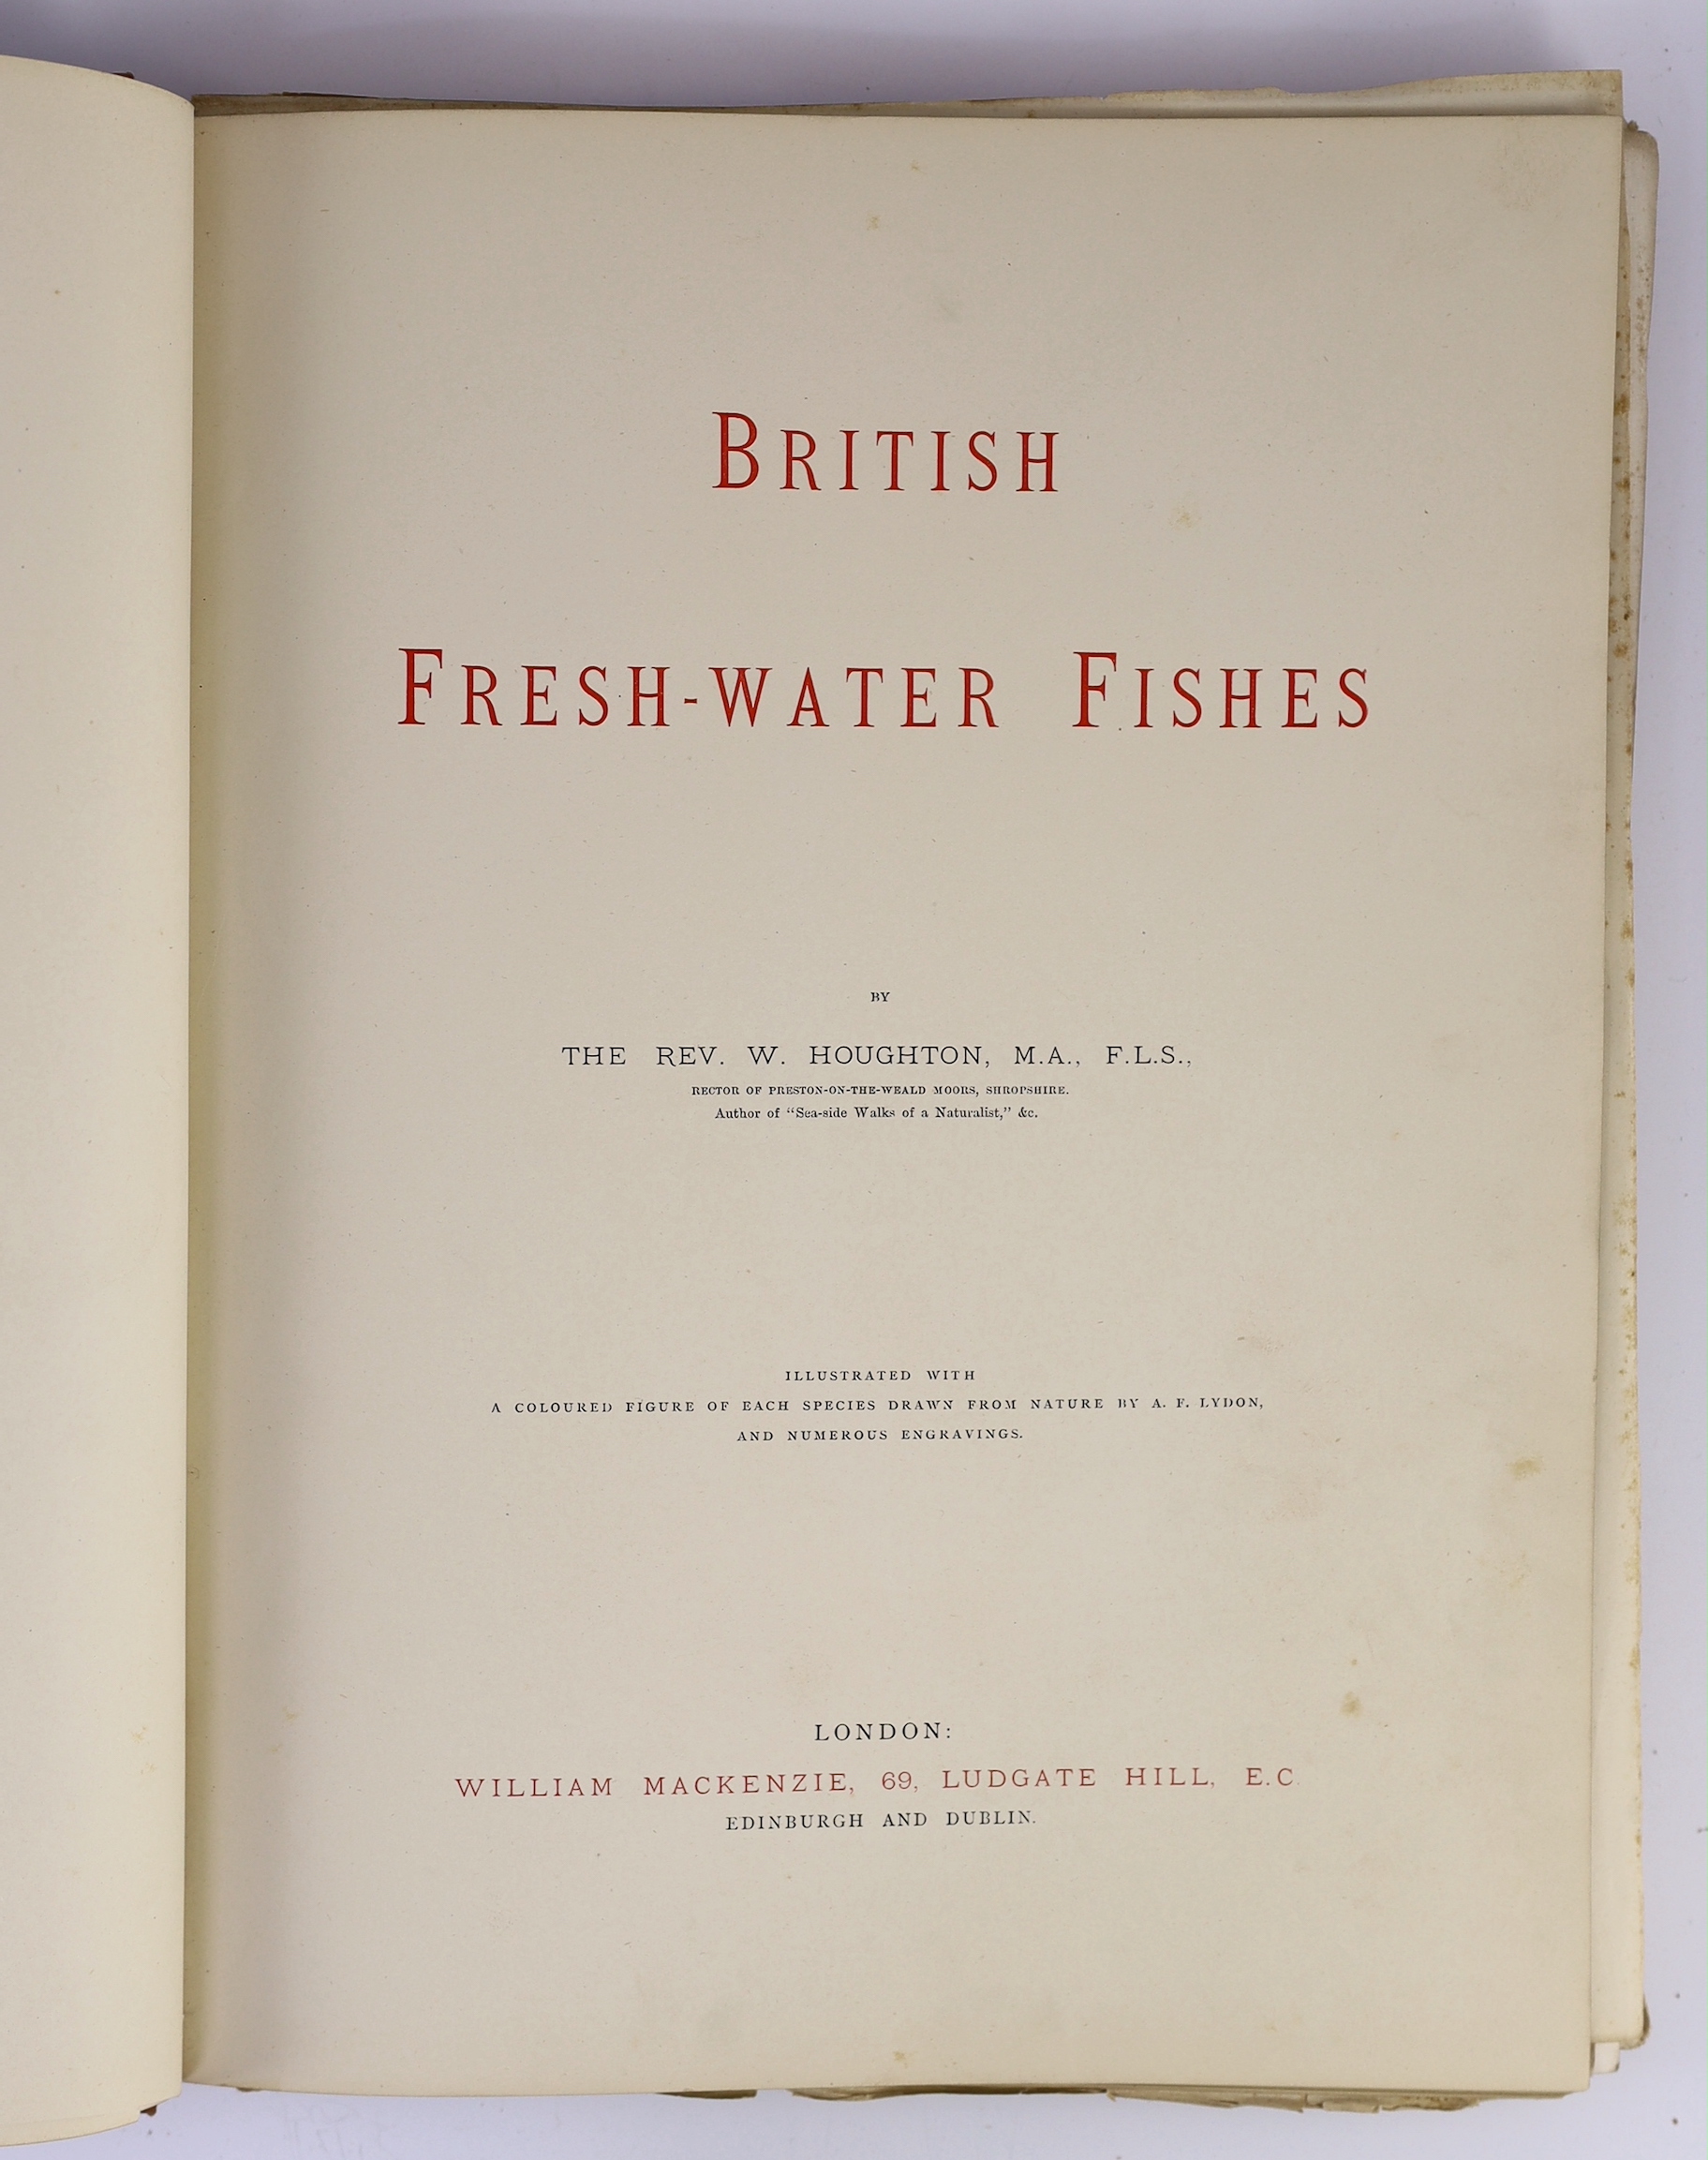 BRITISH
FRESH-WATER FISHES
BY
THE REV. W. HOUGHTON, M.A., F.L.S.,
RECTOR OF PRESTON-ON-THE-WEALD MOORS, SHROPSHIRE.
Author of "Sea-side Walks of a Naturalist," &c.
ILLUSTRATED WITH
A COLOURED FIGURE OF EACH SPECIES DRAWN FROM NATURE BY A. F. LYDON,
AND NUMEROUS ENGRAVINGS.
LONDON:
WILLIAM MACKENZIE, 69, LUDGATE HILL, E.C.
EDINBURGH AND DUBLIN.